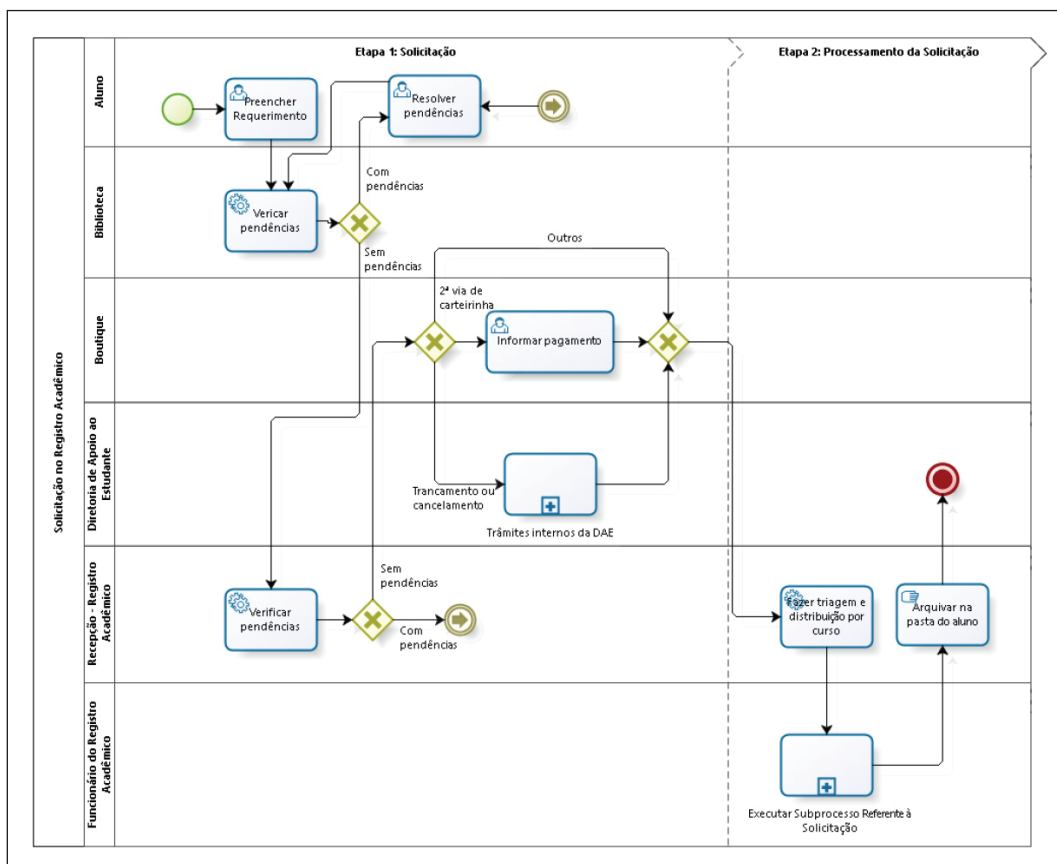 Solicitação no Registro Acadêmico
Etapa 1: Solicitação
Etapa 2: Processamento da Solicitação
Aluno
Preencher
Requerimento
Resolver
pendências
Biblioteca
Vericar
pendências
Com
pendências
Sem
pendências
Outros
Boutique
2ª via de
carteirinha
Informar pagamento
Diretoria de Apoio ao
Estudante
Trancamento ou
cancelamento
Trâmites internos da DAE
Recepção - Registro
Acadêmico
Verificar
pendências
Sem
pendências
Com
pendências
Fazer triagem e
distribuição por
curso
Arquivar na
pasta do aluno
Funcionário do Registro
Acadêmico
Executar Subprocesso Referente à
Solicitação